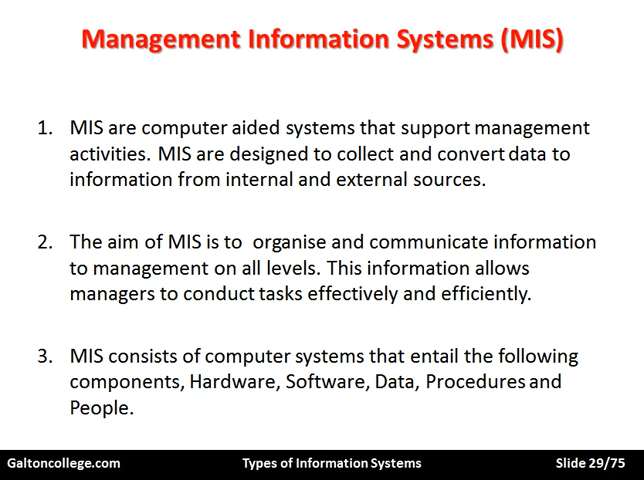 Management Information Systems (MIS)
1. MIS are computer aided systems that support management
activities. MIS are designed to collect and convert data to
information from internal and external sources.
2. The aim of MIS is to organise and communicate information
to management on all levels. This information allows
managers to conduct tasks effectively and efficiently.
3. MIS consists of computer systems that entail the following
components, Hardware, Software, Data, Procedures and
People.
Galtoncollege.com Types of Information Systems Slide 29/75